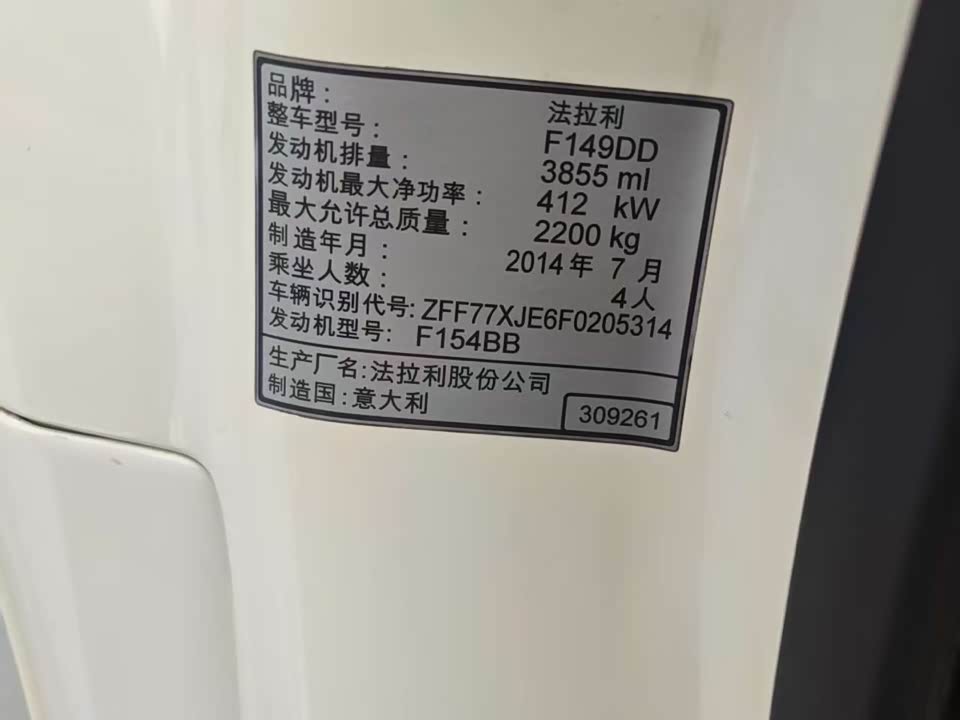 品牌： 法拉利
整车型号： F149DD
发动机排量： 3855 ml
发动机最大净功率： 412 kW
最大允许总质量： 2200 kg
制造年月： 2014年 7 月
乘坐人数： 4人
车辆识别代号: ZFF77XJE6F0205314
发动机型号: F154BB
生产厂名:法拉利股份公司
制造国:意大利
309261